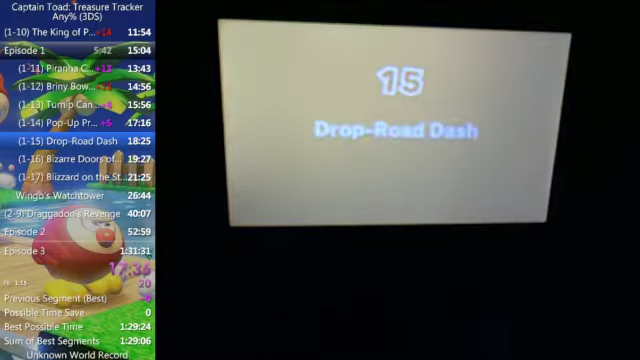 Captain Toad: Treasure Tracker
Any% (3DS)
(1-10) The King of P... +14 11:54
Episode 1 5:42 15:04
(1-11) Piranha C... +13 13:43
(1-12) Briny Bow... 14:56
(1-13) Turnip Can... 15:56
(1-14) Pop-Up Pr... +5 17:16
(1-15) Drop-Road Dash 18:25
(1-16) Bizarre Doors of... 19:27
(1-17) Blizzard on the St... 21:25
Wingo's Watchtower 26:44
(2-9) Draggadon's Revenge 40:07
Episode 2 52:59
Episode 3 1:31:31
17:36
20
Previous Segment (Best)
Possible Time Save 0
Best Possible Time 1:29:24
Sum of Best Segments 1:29:06
Unknown World Record
15
Drop-Road Dash